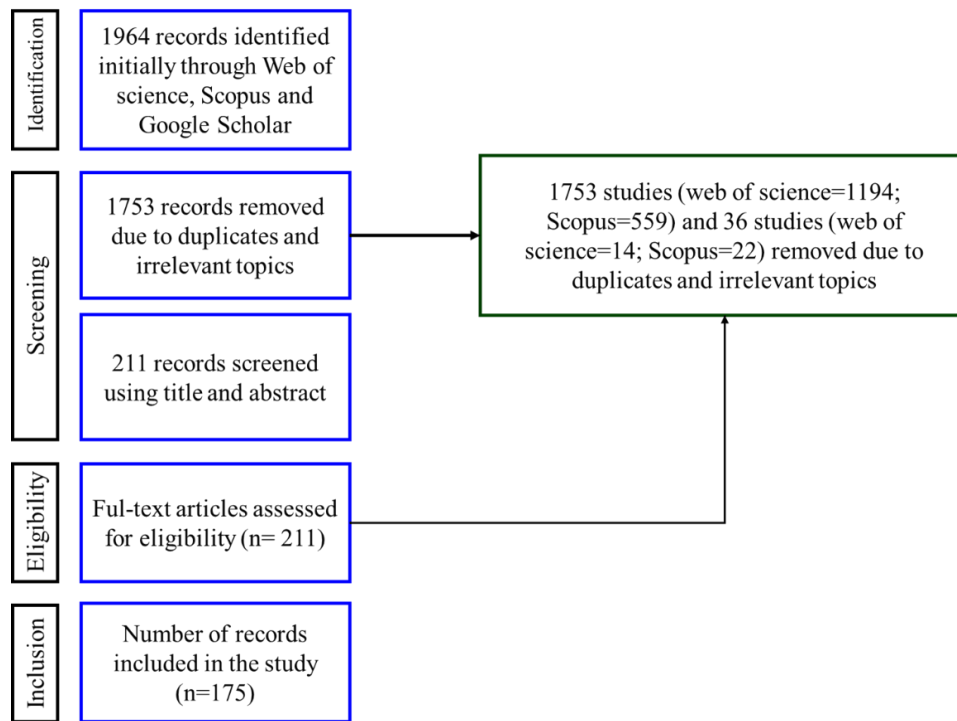 Identification
1964 records identified
initially through Web of
science, Scopus and
Google Scholar
Screening
1753 records removed
due to duplicates and
irrelevant topics
1753 studies (web of science=1194;
Scopus=559) and 36 studies (web of
science=14; Scopus=22) removed due to
duplicates and irrelevant topics
211 records screened
using title and abstract
Eligibility
Ful-text articles assessed
for eligibility (n= 211)
Inclusion
Number of records
included in the study
(n=175)